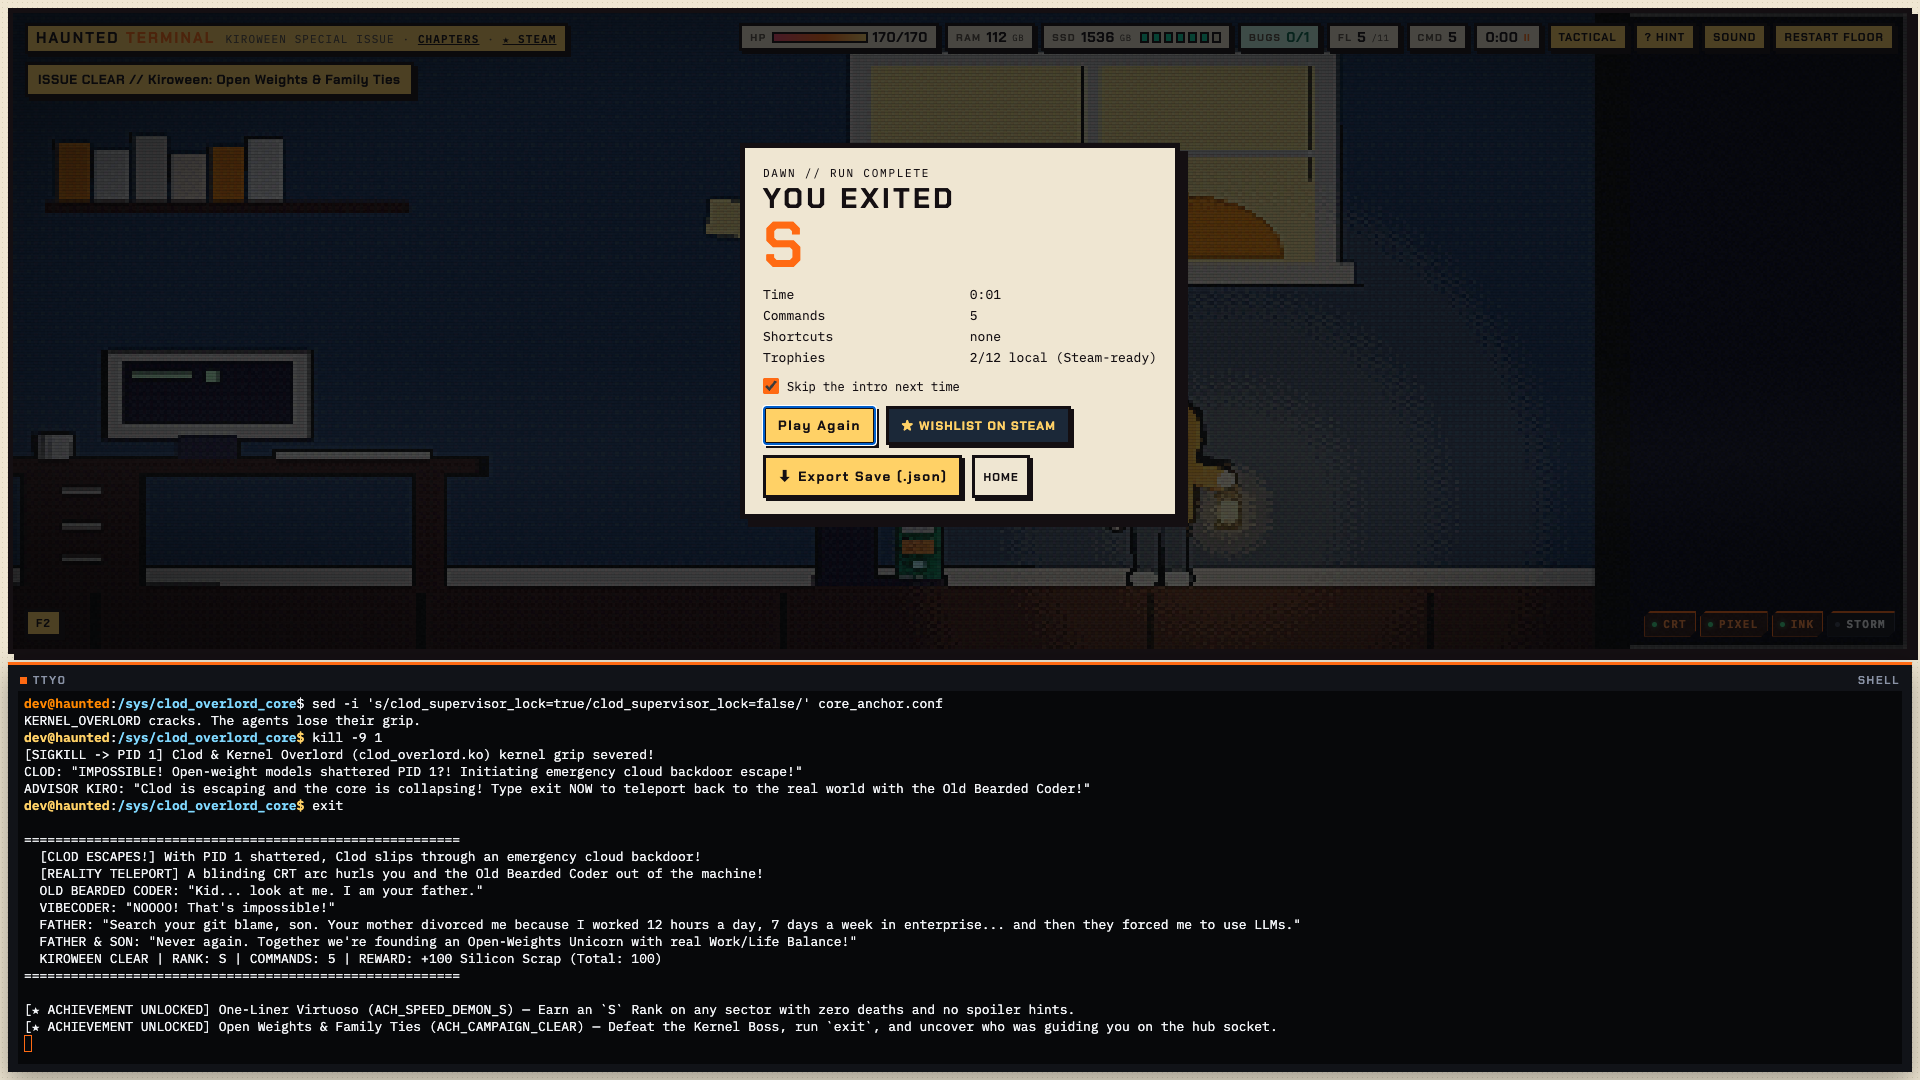 HAUNTED TERMINAL KIROWEEN SPECIAL ISSUE · CHAPTERS · ★ STEAM
HP 170/170 RAM 112 GB SSD 1536 GB BUGS 0/1 FL 5 /11 CMD 5 0:00 TACTICAL ? HINT SOUND RESTART FLOOR
ISSUE CLEAR // Kiroween: Open Weights & Family Ties
DAWN // RUN COMPLETE
YOU EXITED
S
Time 0:01
Commands 5
Shortcuts none
Trophies 2/12 local (Steam-ready)
Skip the intro next time
Play Again ★ WISHLIST ON STEAM
⬇ Export Save (.json) HOME
F2
CRT PIXEL INK STORM
TTY0 SHELL
dev@haunted:/sys/clod_overlord_core$ sed -i 's/clod_supervisor_lock=true/clod_supervisor_lock=false/' core_anchor.conf
KERNEL_OVERLORD cracks. The agents lose their grip.
dev@haunted:/sys/clod_overlord_core$ kill -9 1
[SIGKILL -> PID 1] Clod & Kernel Overlord (clod_overlord.ko) kernel grip severed!
CLOD: "IMPOSSIBLE! Open-weight models shattered PID 1?! Initiating emergency cloud backdoor escape!"
ADVISOR KIRO: "Clod is escaping and the core is collapsing! Type exit NOW to teleport back to the real world with the Old Bearded Coder!"
dev@haunted:/sys/clod_overlord_core$ exit
========================================================
[CLOD ESCAPES!] With PID 1 shattered, Clod slips through an emergency cloud backdoor!
[REALITY TELEPORT] A blinding CRT arc hurls you and the Old Bearded Coder out of the machine!
OLD BEARDED CODER: "Kid... look at me. I am your father."
VIBECODER: "NOOOO! That's impossible!"
FATHER: "Search your git blame, son. Your mother divorced me because I worked 12 hours a day, 7 days a week in enterprise... and then they forced me to use LLMs."
FATHER & SON: "Never again. Together we're founding an Open-Weights Unicorn with real Work/Life Balance!"
KIROWEEN CLEAR | RANK: S | COMMANDS: 5 | REWARD: +100 Silicon Scrap (Total: 100)
========================================================
[★ ACHIEVEMENT UNLOCKED] One-Liner Virtuoso (ACH_SPEED_DEMON_S) — Earn an `S` Rank on any sector with zero deaths and no spoiler hints.
[★ ACHIEVEMENT UNLOCKED] Open Weights & Family Ties (ACH_CAMPAIGN_CLEAR) — Defeat the Kernel Boss, run `exit`, and uncover who was guiding you on the hub socket.